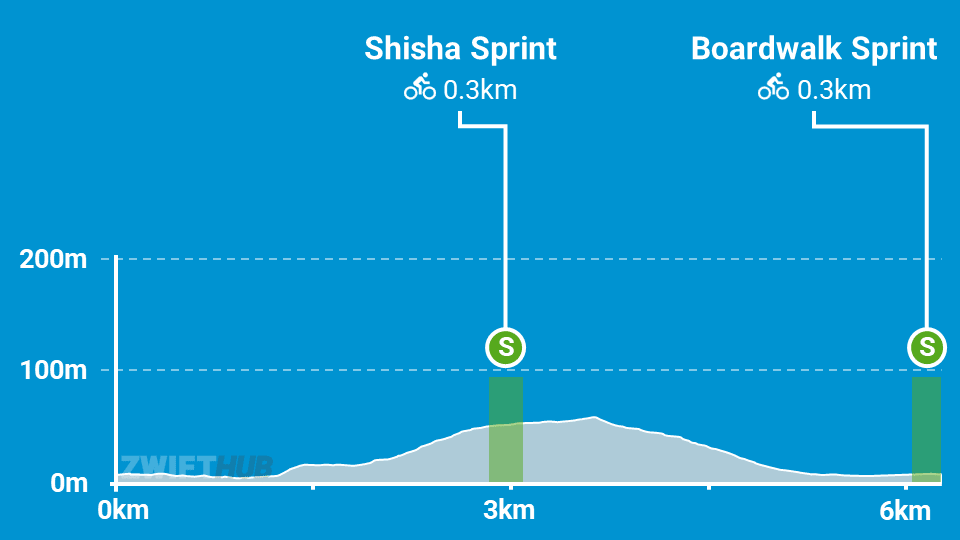 Shisha Sprint
0.3km
Boardwalk Sprint
0.3km
200m
S
S
100m
ZWIFTHUB
0m
0km
3km
6km